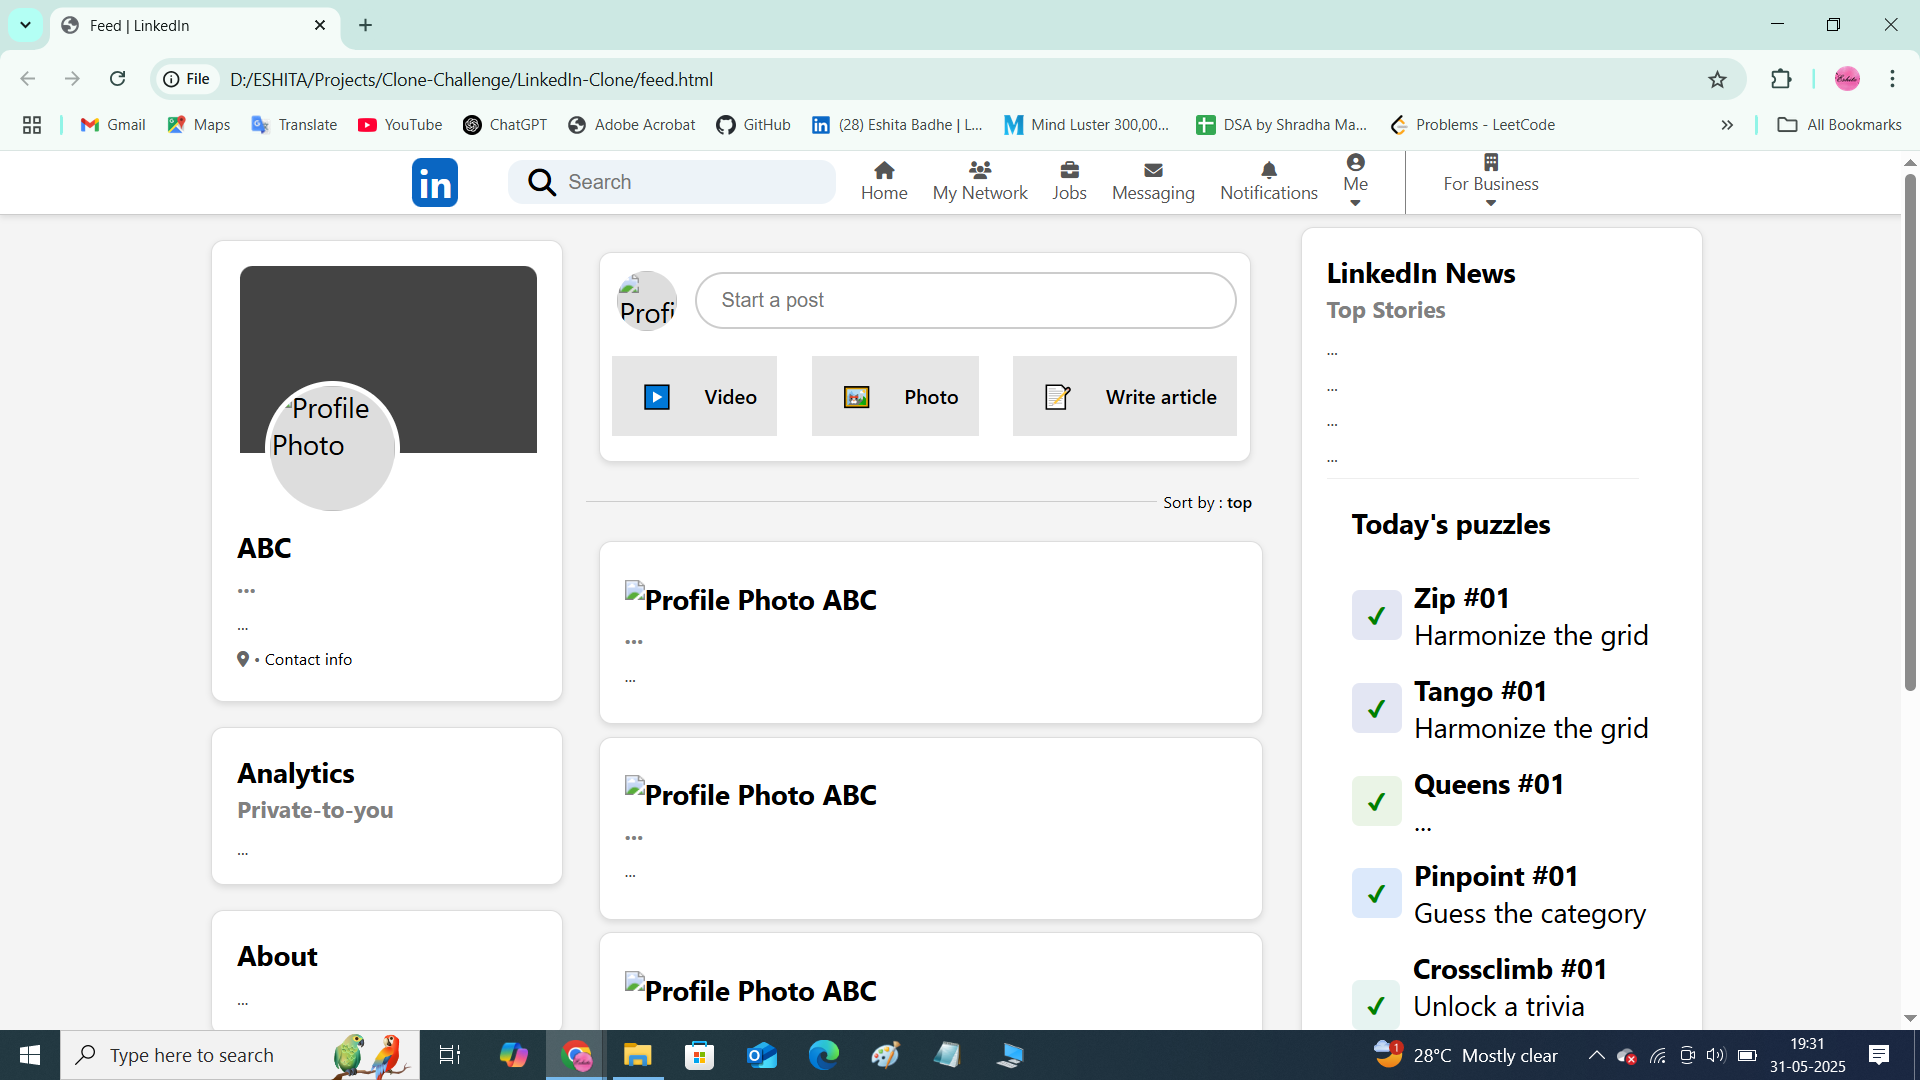 Feed | LinkedIn
File
D:/ESHITA/Projects/Clone-Challenge/LinkedIn-Clone/feed.html
Gmail
Maps
Translate
YouTube
ChatGPT
Adobe Acrobat
GitHub
(28) Eshita Badhe | L...
Mind Luster 300,00...
DSA by Shradha Ma...
Problems - LeetCode
All Bookmarks
in
Search
Home
My Network
Jobs
Messaging
Notifications
Me
For Business
Profile
Photo
ABC
...
...
• Contact info
Analytics
Private-to-you
...
About
...
Profi
Start a post
Video
Photo
Write article
Sort by : top
Profile Photo ABC
...
...
Profile Photo ABC
...
...
Profile Photo ABC
LinkedIn News
Top Stories
...
...
...
...
Today's puzzles
Zip #01
Harmonize the grid
Tango #01
Harmonize the grid
Queens #01
...
Pinpoint #01
Guess the category
Crossclimb #01
Unlock a trivia
Type here to search
1
28°C Mostly clear
19:31
31-05-2025